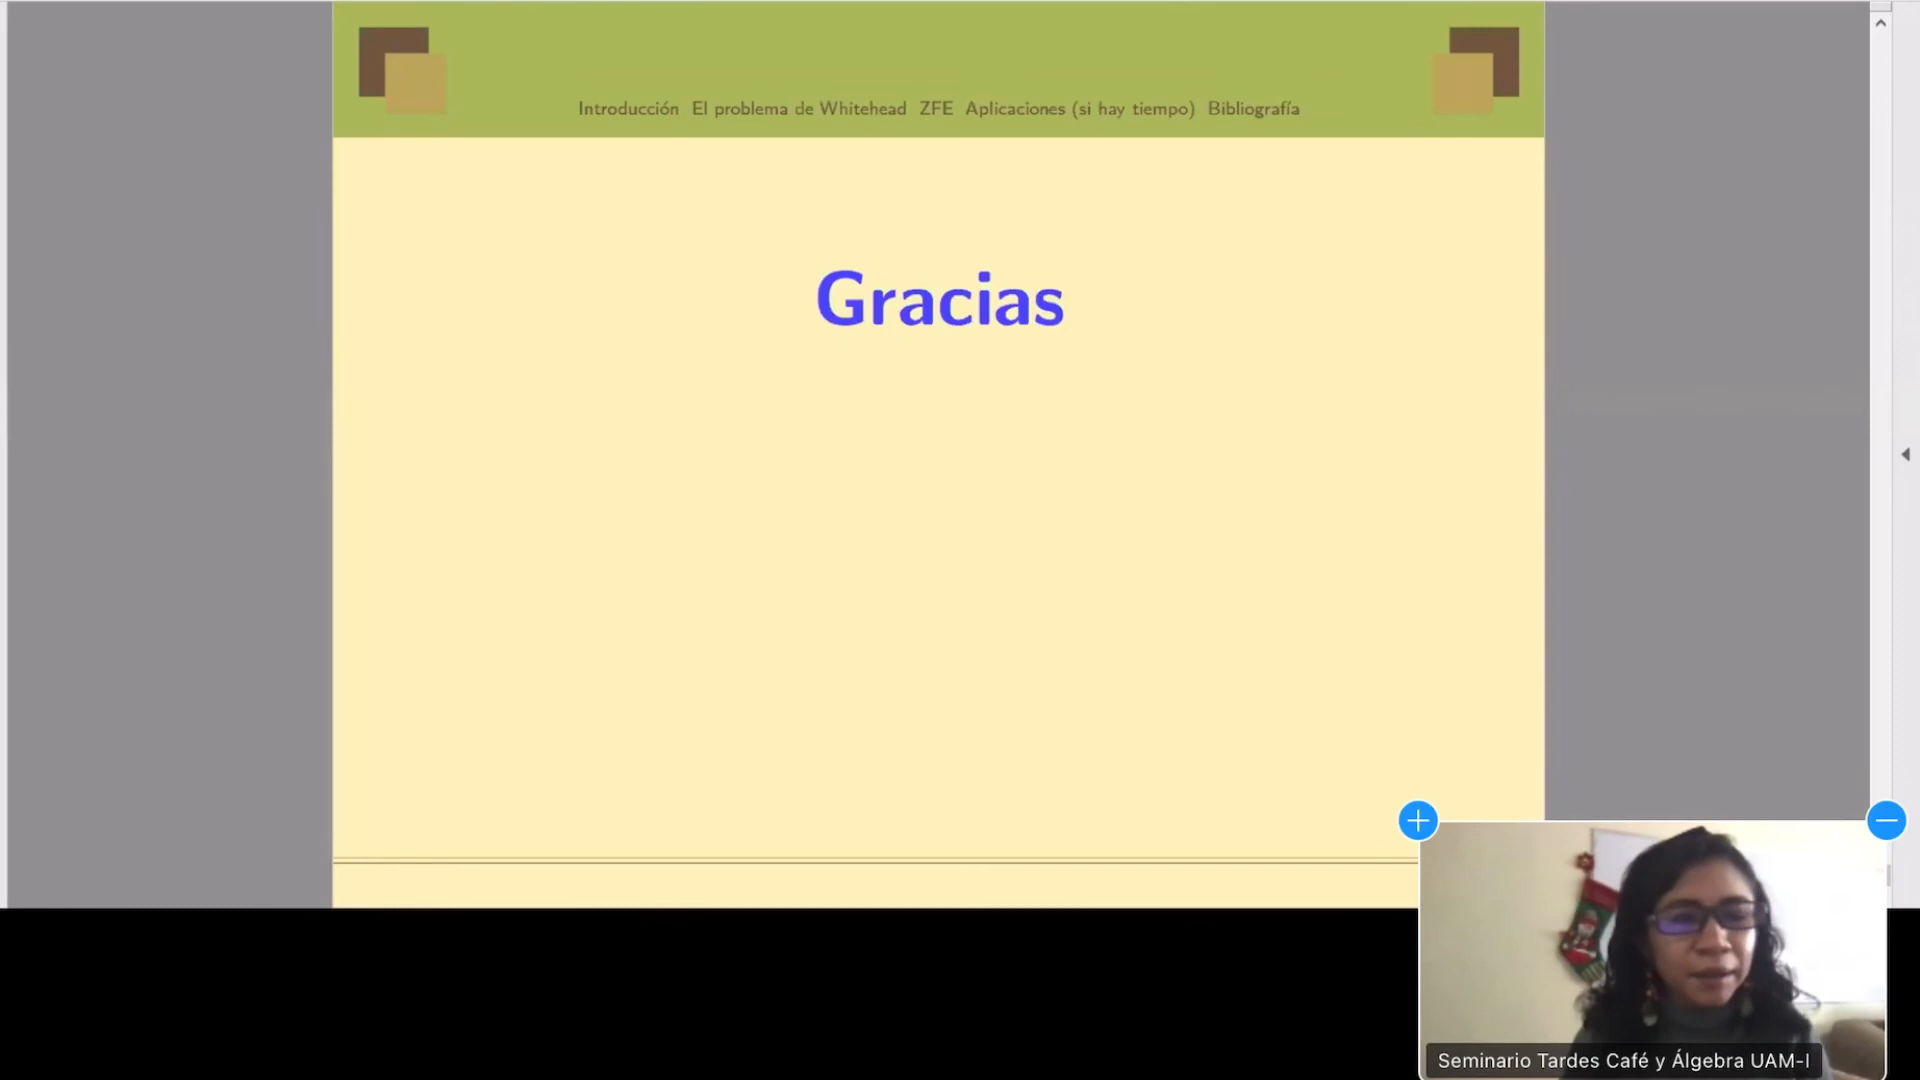 Introducción El problema de Whitehead ZFE Aplicaciones (si hay tiempo) Bibliografía
Gracias
Seminario Tardes Café y Álgebra UAM-I